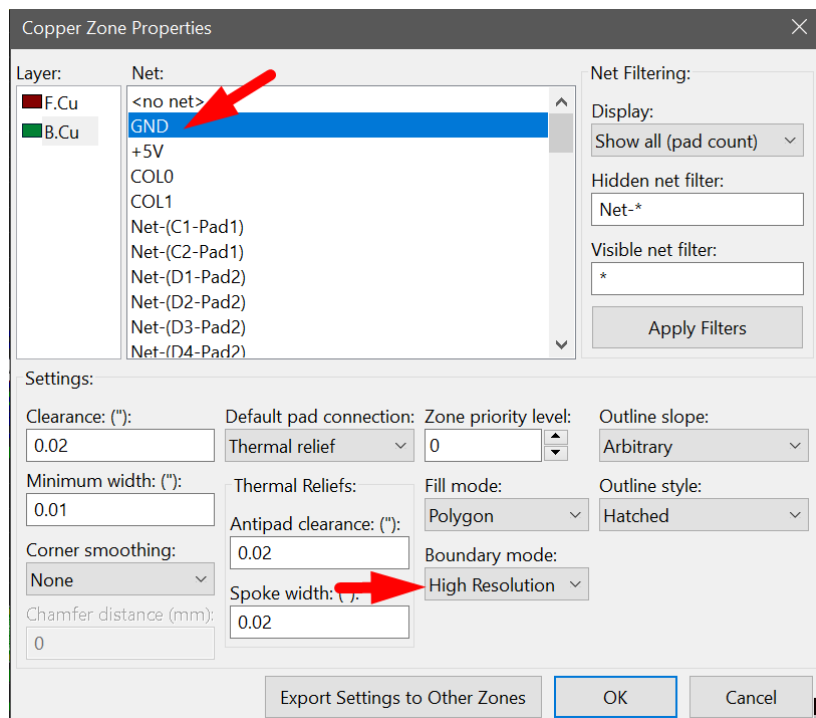 Copper Zone Properties
Layer:
Net:
Net Filtering:
F.Cu
B.Cu
<no net>
GND
+5V
COL0
COL1
Net-(C1-Pad1)
Net-(C2-Pad1)
Net-(D1-Pad2)
Net-(D2-Pad2)
Net-(D3-Pad2)
Net-(D4-Pad2)
Display:
Show all (pad count)
Hidden net filter:
Net-*
Visible net filter:
*
Apply Filters
Settings:
Clearance: ("):
0.02
Minimum width: ("):
0.01
Corner smoothing:
None
Chamfer distance (mm):
0
Default pad connection:
Thermal relief
Thermal Reliefs:
Antipad clearance: ("):
0.02
Spoke width: ("):
0.02
Zone priority level:
0
Fill mode:
Polygon
Boundary mode:
High Resolution
Outline slope:
Arbitrary
Outline style:
Hatched
Export Settings to Other Zones
OK
Cancel